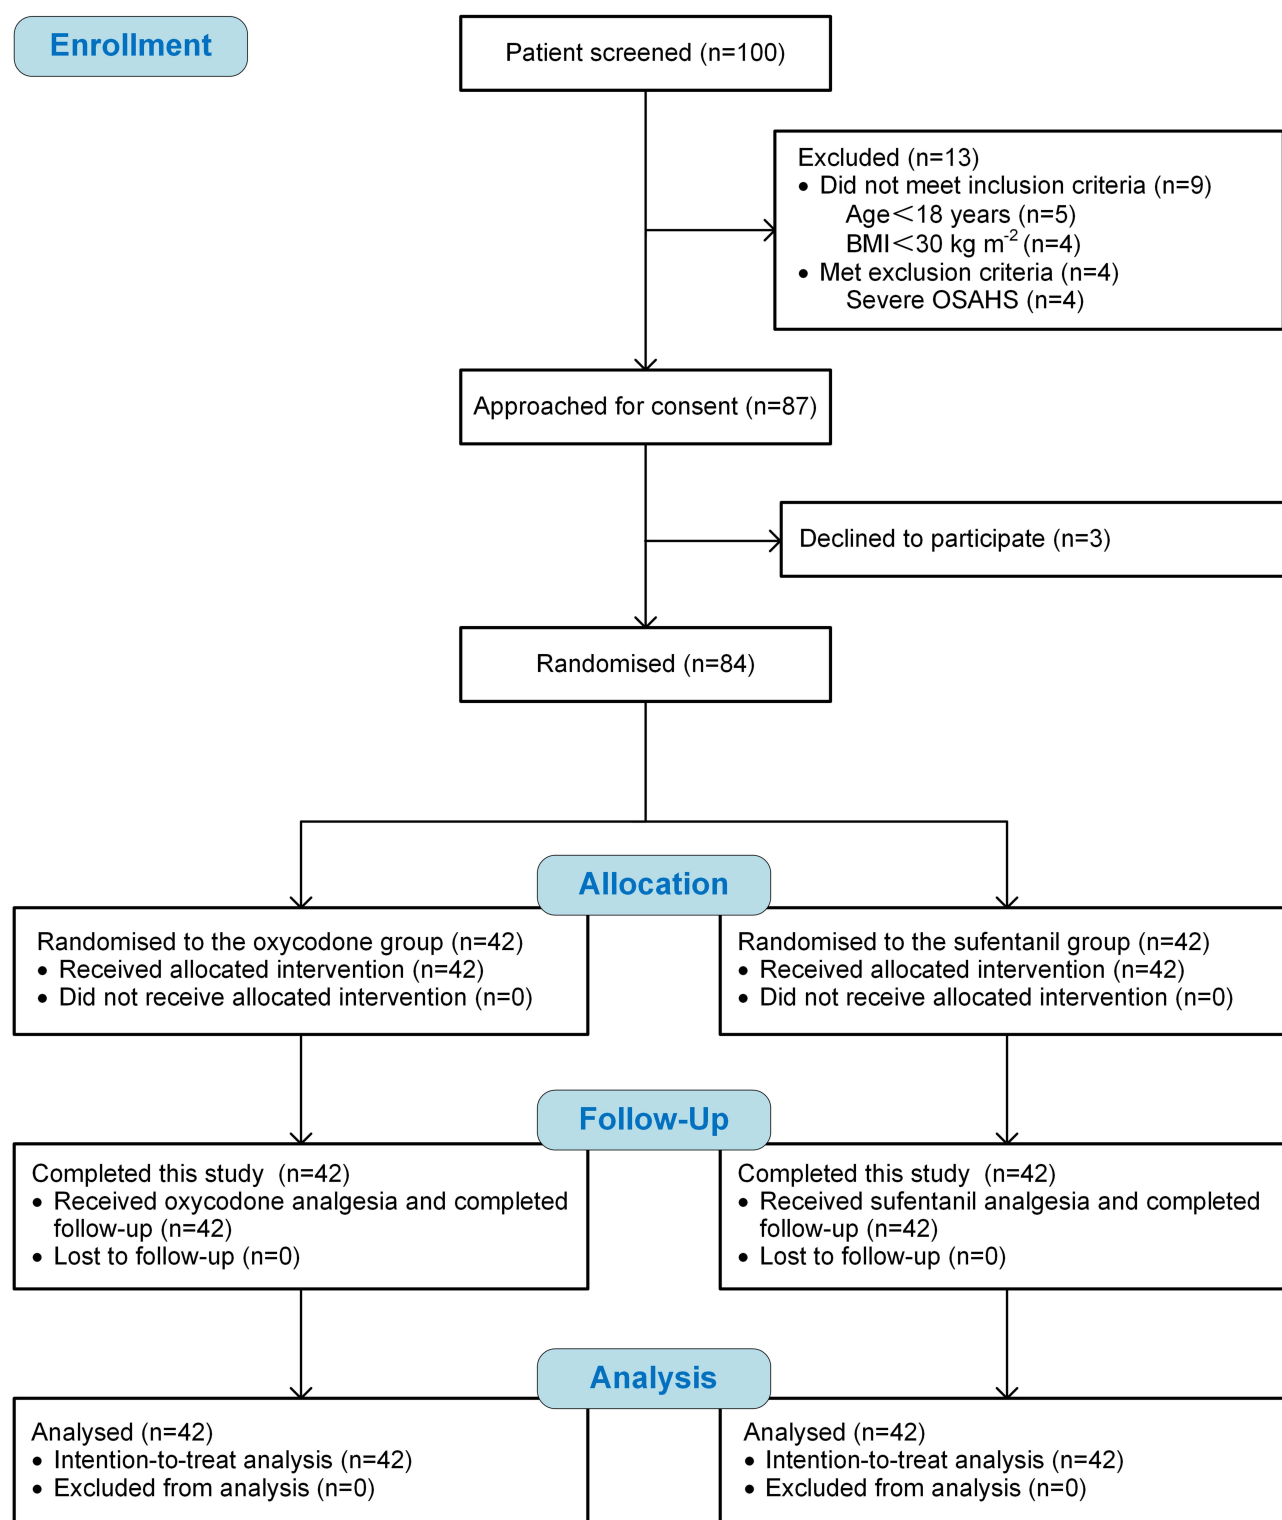 Enrollment
Patient screened (n=100)
Excluded (n=13)
• Did not meet inclusion criteria (n=9)
Age＜18 years (n=5)
BMI＜30 kg m⁻² (n=4)
• Met exclusion criteria (n=4)
Severe OSAHS (n=4)
Approached for consent (n=87)
Declined to participate (n=3)
Randomised (n=84)
Allocation
Randomised to the oxycodone group (n=42)
• Received allocated intervention (n=42)
• Did not receive allocated intervention (n=0)
Randomised to the sufentanil group (n=42)
• Received allocated intervention (n=42)
• Did not receive allocated intervention (n=0)
Follow-Up
Completed this study (n=42)
• Received oxycodone analgesia and completed
follow-up (n=42)
• Lost to follow-up (n=0)
Completed this study (n=42)
• Received sufentanil analgesia and completed
follow-up (n=42)
• Lost to follow-up (n=0)
Analysis
Analysed (n=42)
• Intention-to-treat analysis (n=42)
• Excluded from analysis (n=0)
Analysed (n=42)
• Intention-to-treat analysis (n=42)
• Excluded from analysis (n=0)